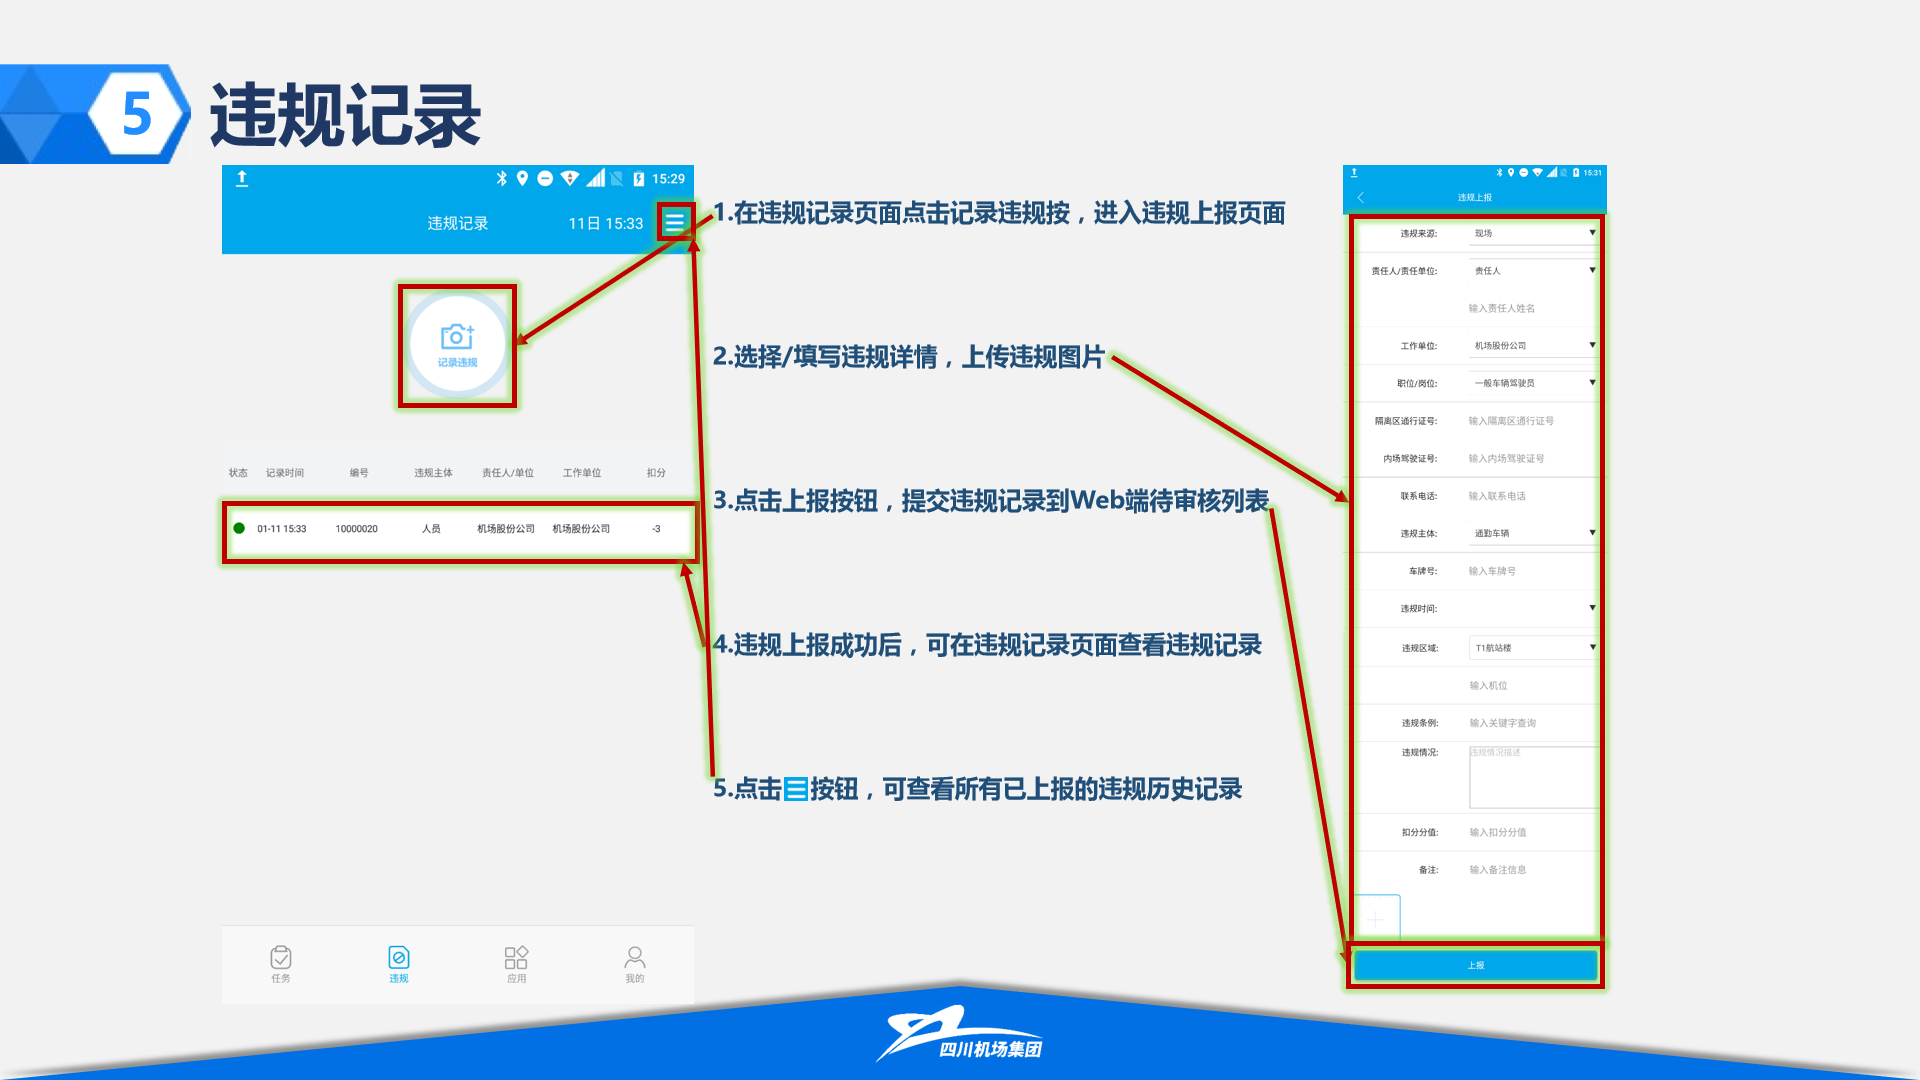 5 违规记录
15:29
违规记录 11日 15:33
记录违规
状态 记录时间 编号 违规主体 责任人/单位 工作单位 扣分
01-11 15:33 10000020 人员 机场股份公司 机场股份公司 -3
任务 违规 应用 我的
1.在违规记录页面点击记录违规按，进入违规上报页面
2.选择/填写违规详情，上传违规图片
3.点击上报按钮，提交违规记录到Web端待审核列表
4.违规上报成功后，可在违规记录页面查看违规记录
5.点击按钮，可查看所有已上报的违规历史记录
15:31
违规上报
违规来源: 现场
责任人/责任单位: 责任人
输入责任人姓名
工作单位: 机场股份公司
职位/岗位: 一般车辆驾驶员
隔离区通行证号: 输入隔离区通行证号
内场驾驶证号: 输入内场驾驶证号
联系电话: 输入联系电话
违规主体: 通勤车辆
车牌号: 输入车牌号
违规时间:
违规区域: T1航站楼
输入机位
违规条例: 输入关键字查询
违规情况: 违规情况描述
扣分分值: 输入扣分分值
备注: 输入备注信息
上报
四川机场集团